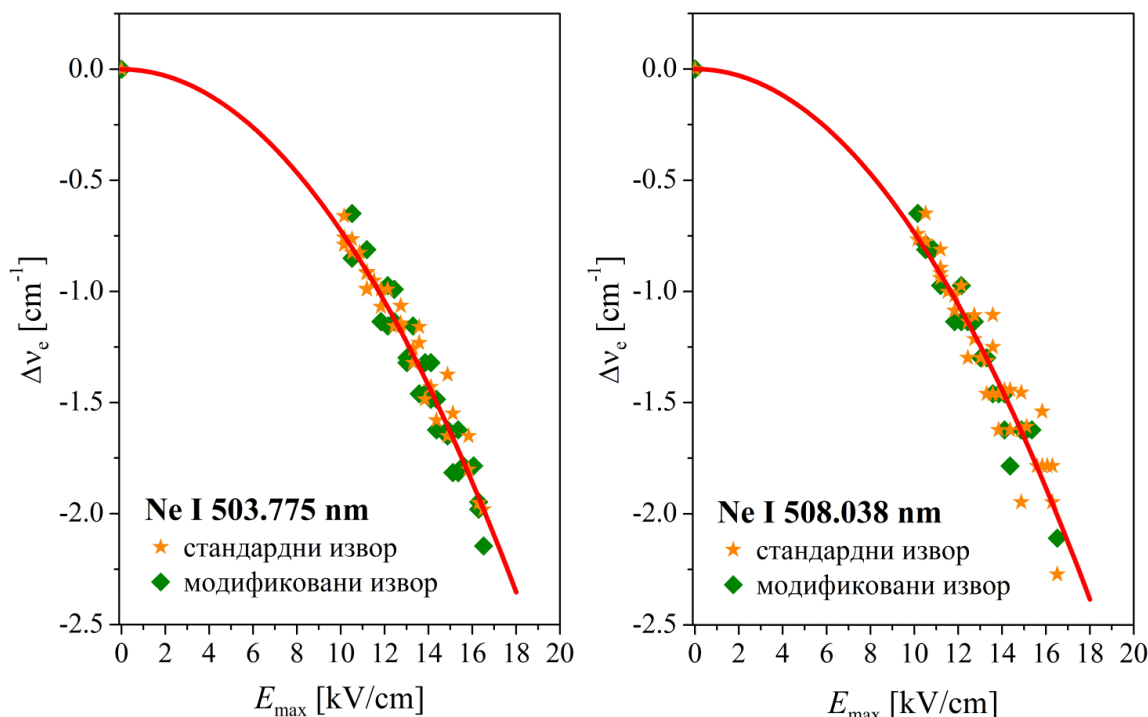 0.0
-0.5
-1.0
-1.5
-2.0
-2.5
Δν_e [cm^-1]
Ne I 503.775 nm
стандардни извор
модификовани извор
0 2 4 6 8 10 12 14 16 18 20
E_max [kV/cm]
0.0
-0.5
-1.0
-1.5
-2.0
-2.5
Δν_e [cm^-1]
Ne I 508.038 nm
стандардни извор
модификовани извор
0 2 4 6 8 10 12 14 16 18 20
E_max [kV/cm]